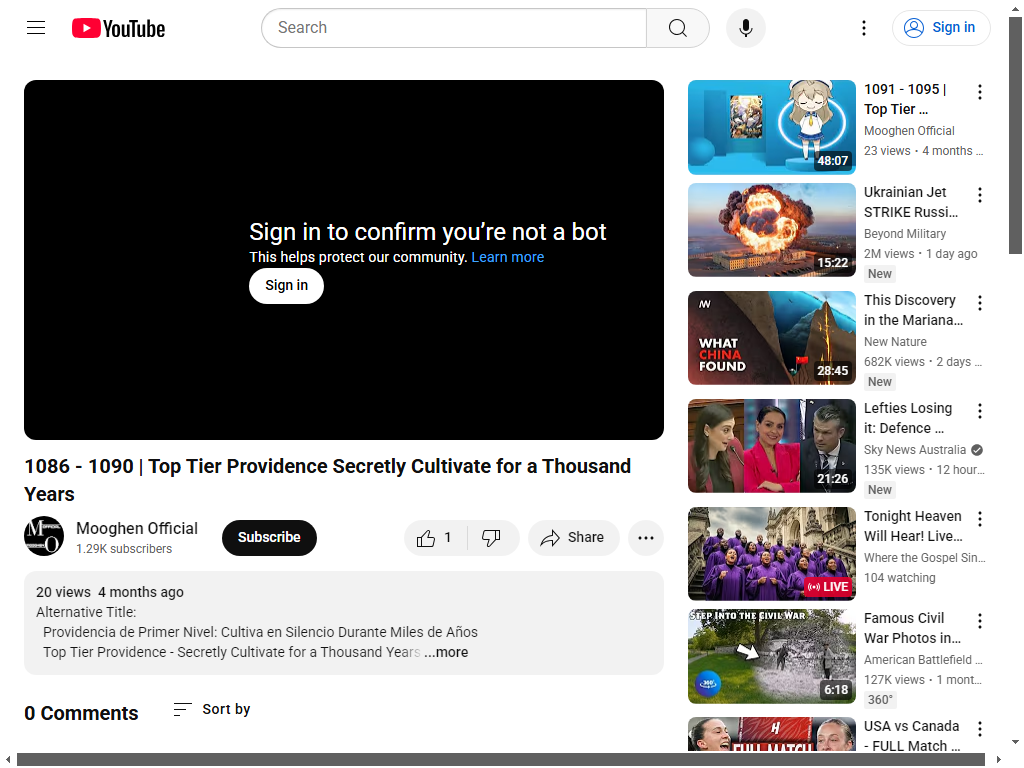 YouTube
Search
Sign in
Sign in to confirm you’re not a bot
This helps protect our community. Learn more
Sign in
1086 - 1090 | Top Tier Providence Secretly Cultivate for a Thousand
Years
Mooghen Official
1.29K subscribers
Subscribe
1
Share
20 views 4 months ago
Alternative Title:
Providencia de Primer Nivel: Cultiva en Silencio Durante Miles de Años
Top Tier Providence - Secretly Cultivate for a Thousand Years ...more
0 Comments
Sort by
48:07
1091 - 1095 |
Top Tier ...
Mooghen Official
23 views • 4 months ...
15:22
Ukrainian Jet
STRIKE Russi...
Beyond Military
2M views • 1 day ago
New
WHAT
CHINA
FOUND
28:45
This Discovery
in the Mariana...
New Nature
682K views • 2 days ...
New
21:26
Lefties Losing
it: Defence ...
Sky News Australia
135K views • 12 hour...
New
LIVE
Tonight Heaven
Will Hear! Live...
Where the Gospel Sin...
104 watching
STEP INTO THE CIVIL WAR
360°
6:18
Famous Civil
War Photos in...
American Battlefield ...
127K views • 1 mont...
360°
FULL MATCH
USA vs Canada
- FULL Match ...